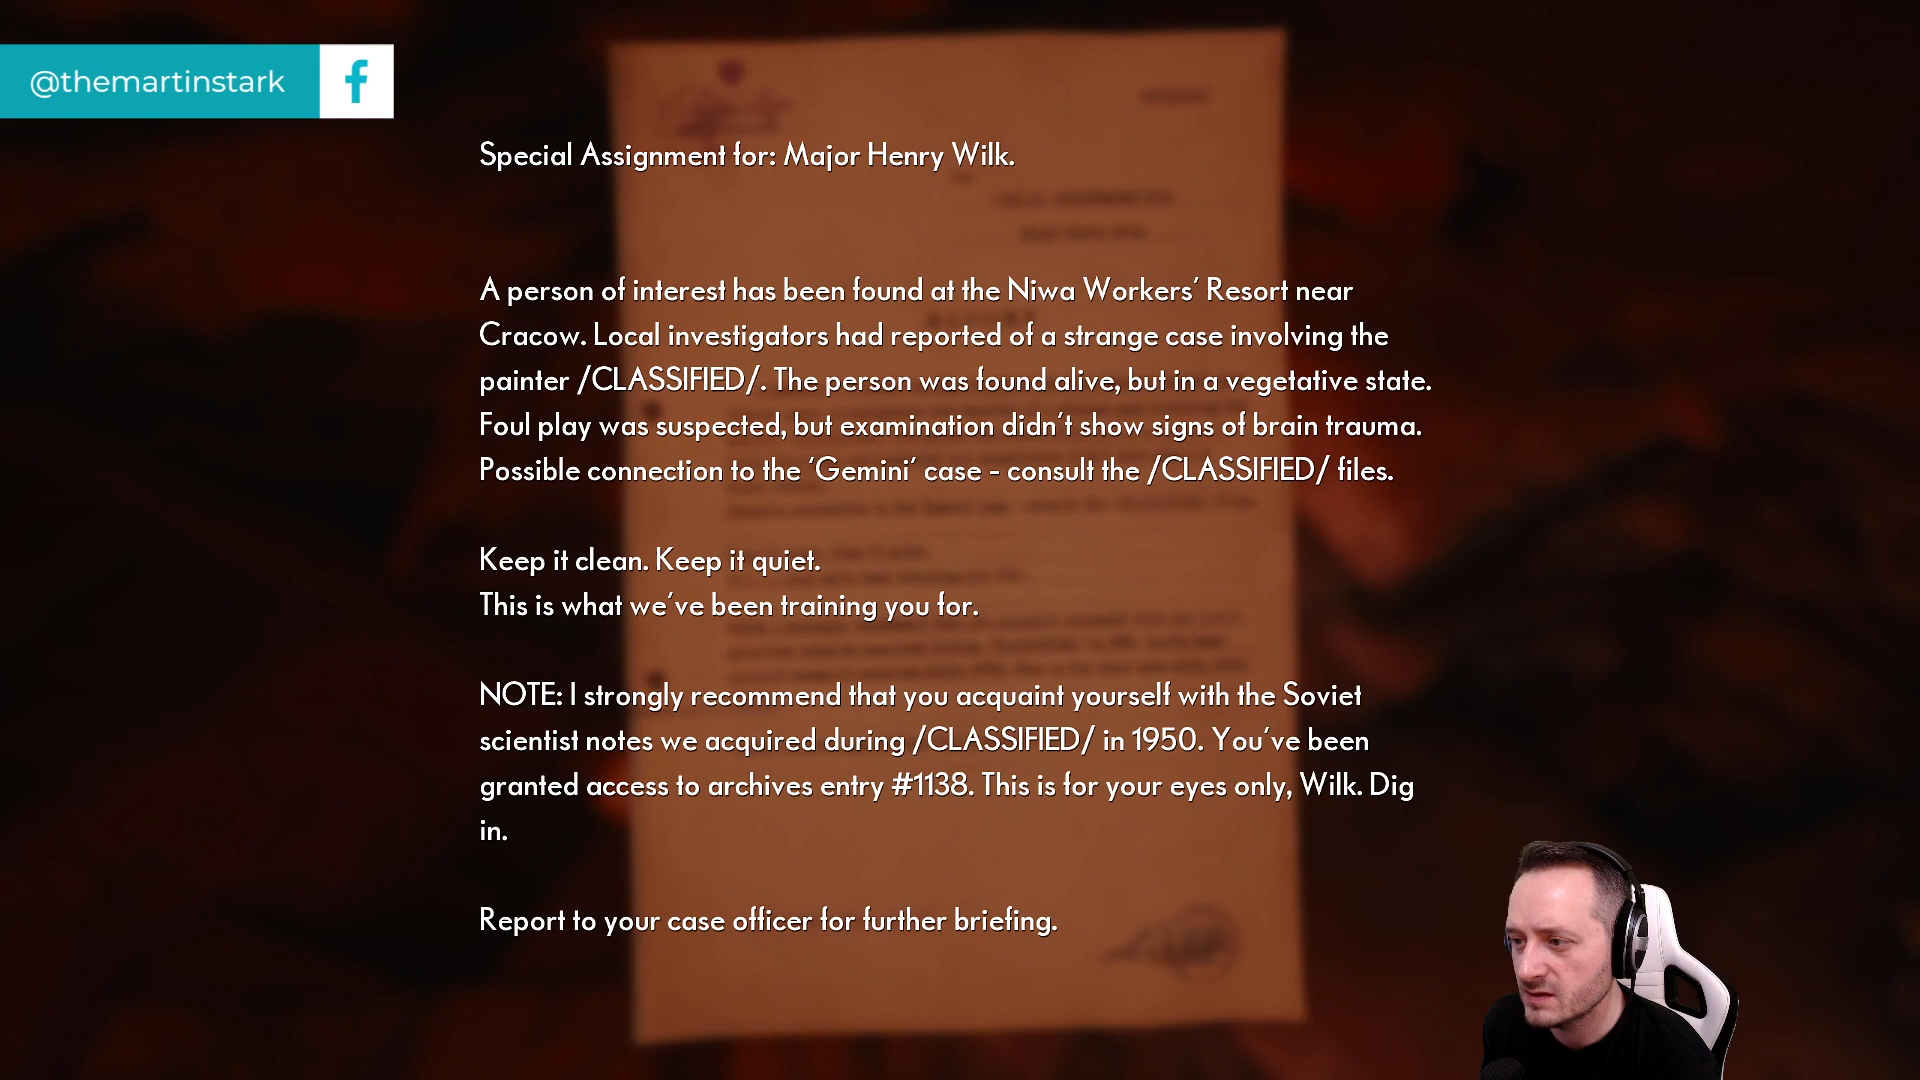 @themartinstark
Special Assignment for: Major Henry Wilk.
A person of interest has been found at the Niwa Workers' Resort near
Cracow. Local investigators had reported of a strange case involving the
painter /CLASSIFIED/. The person was found alive, but in a vegetative state.
Foul play was suspected, but examination didn't show signs of brain trauma.
Possible connection to the 'Gemini' case - consult the /CLASSIFIED/ files.
Keep it clean. Keep it quiet.
This is what we've been training you for.
NOTE: I strongly recommend that you acquaint yourself with the Soviet
scientist notes we acquired during /CLASSIFIED/ in 1950. You've been
granted access to archives entry #1138. This is for your eyes only, Wilk. Dig
in.
Report to your case officer for further briefing.